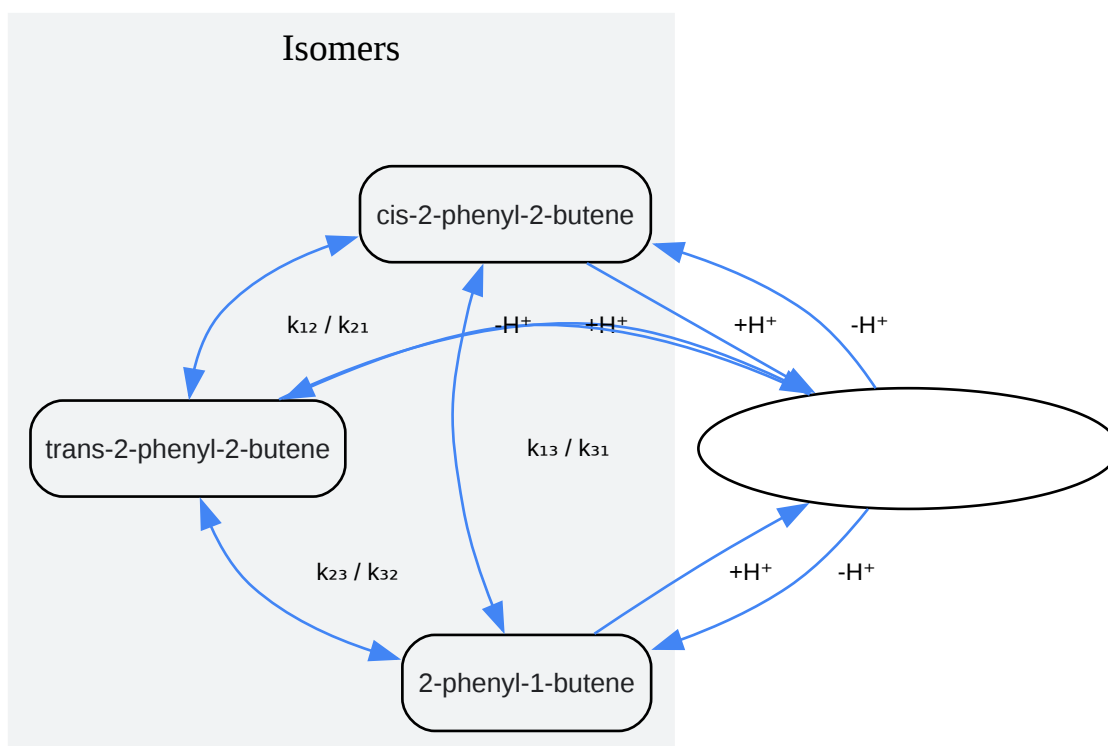 Isomers
cis-2-phenyl-2-butene
k₁₂ / k₂₁
-H⁺
+H⁺
+H⁺
-H⁺
trans-2-phenyl-2-butene
k₁₃ / k₃₁
k₂₃ / k₃₂
+H⁺
-H⁺
2-phenyl-1-butene